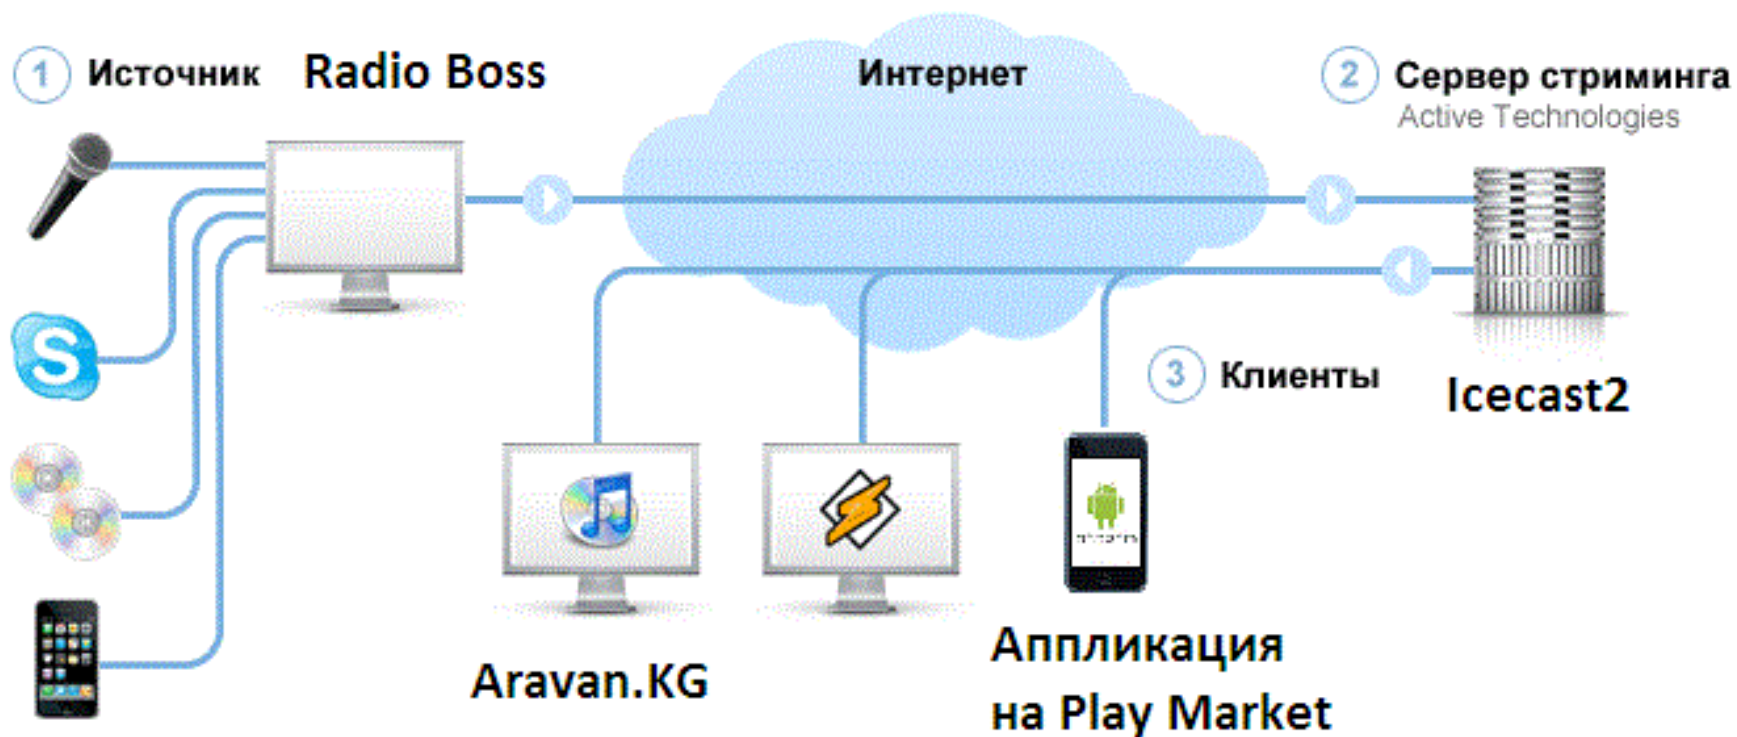 1 Источник Radio Boss
Интернет
2 Сервер стриминга
Active Technologies
S
3 Клиенты
Icecast2
Aravan.KG
Аппликация
на Play Market